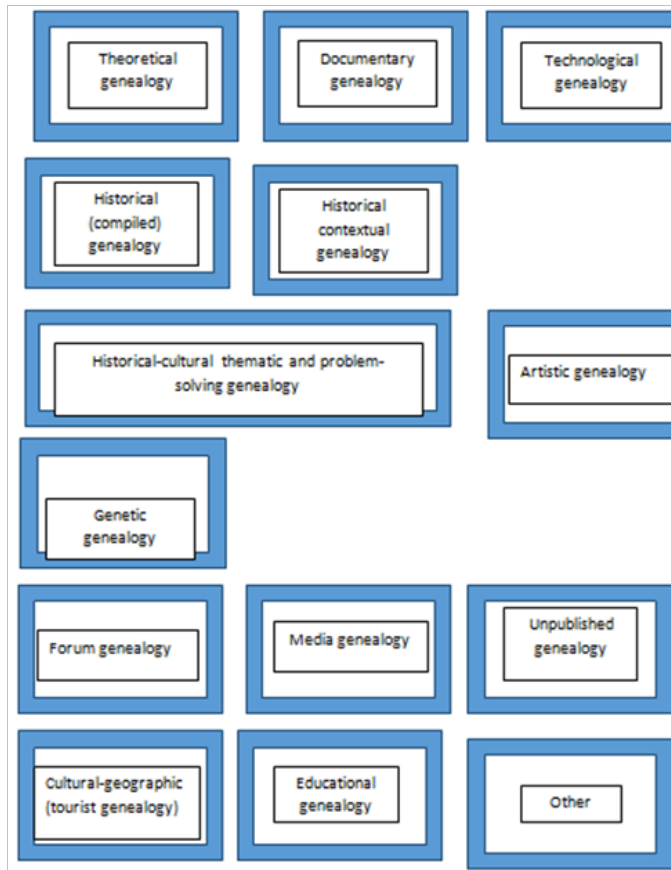 Theoretical
genealogy
Documentary
genealogy
Technological
genealogy
Historical
(compiled)
genealogy
Historical
contextual
genealogy
Historical-cultural thematic and problem-
solving genealogy
Artistic genealogy
Genetic
genealogy
Forum genealogy
Media genealogy
Unpublished
genealogy
Cultural-geographic
(tourist genealogy)
Educational
genealogy
Other